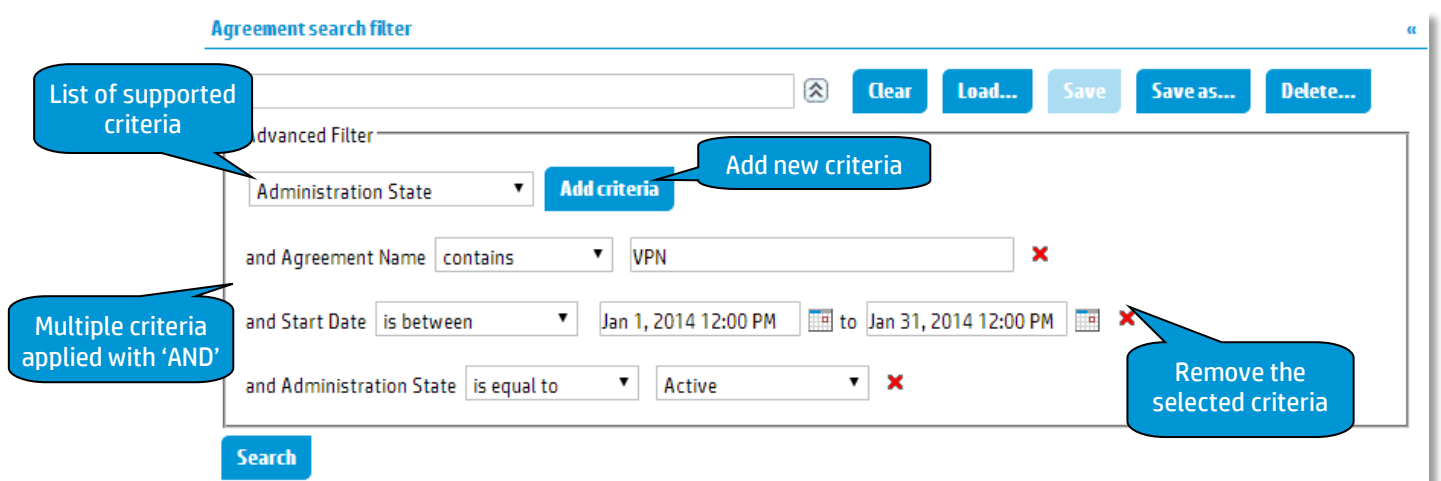 Agreement search filter «
List of supported
criteria
Clear Load... Save Save as... Delete...
Advanced Filter
Add new criteria
Administration State Add criteria
and Agreement Name contains VPN
Multiple criteria
applied with ‘AND’
and Start Date is between Jan 1, 2014 12:00 PM to Jan 31, 2014 12:00 PM
Remove the
selected criteria
and Administration State is equal to Active
Search